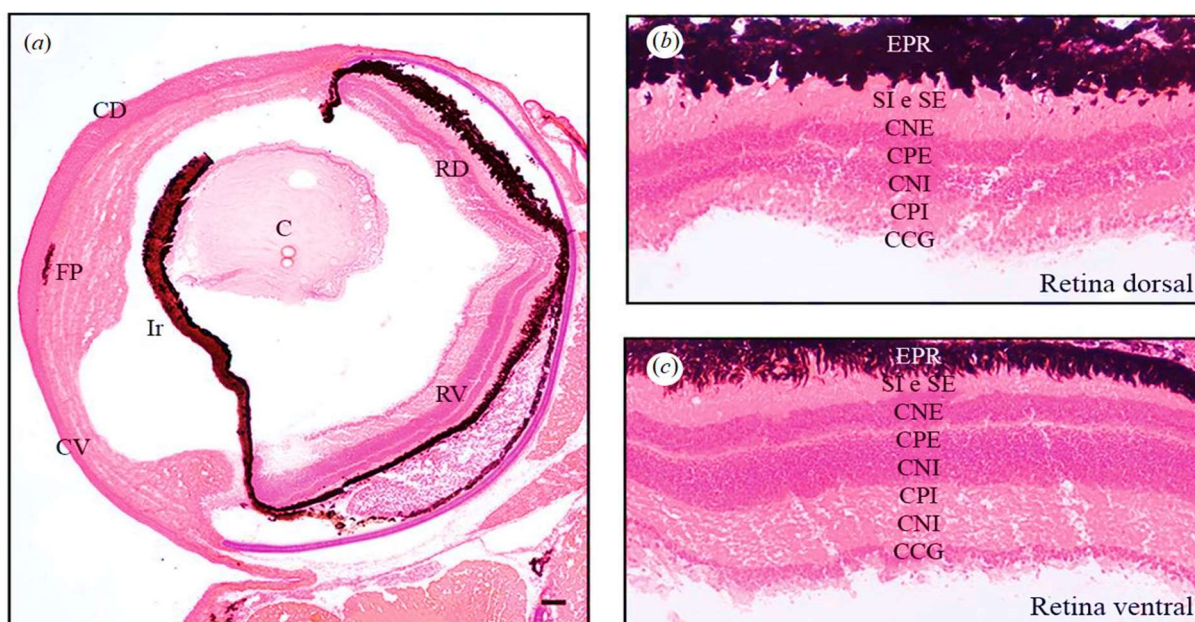 (a)
CD
RD
C
FP
Ir
RV
CV
(b)
EPR
SI e SE
CNE
CPE
CNI
CPI
CCG
Retina dorsal
(c)
EPR
SI e SE
CNE
CPE
CNI
CPI
CNI
CCG
Retina ventral